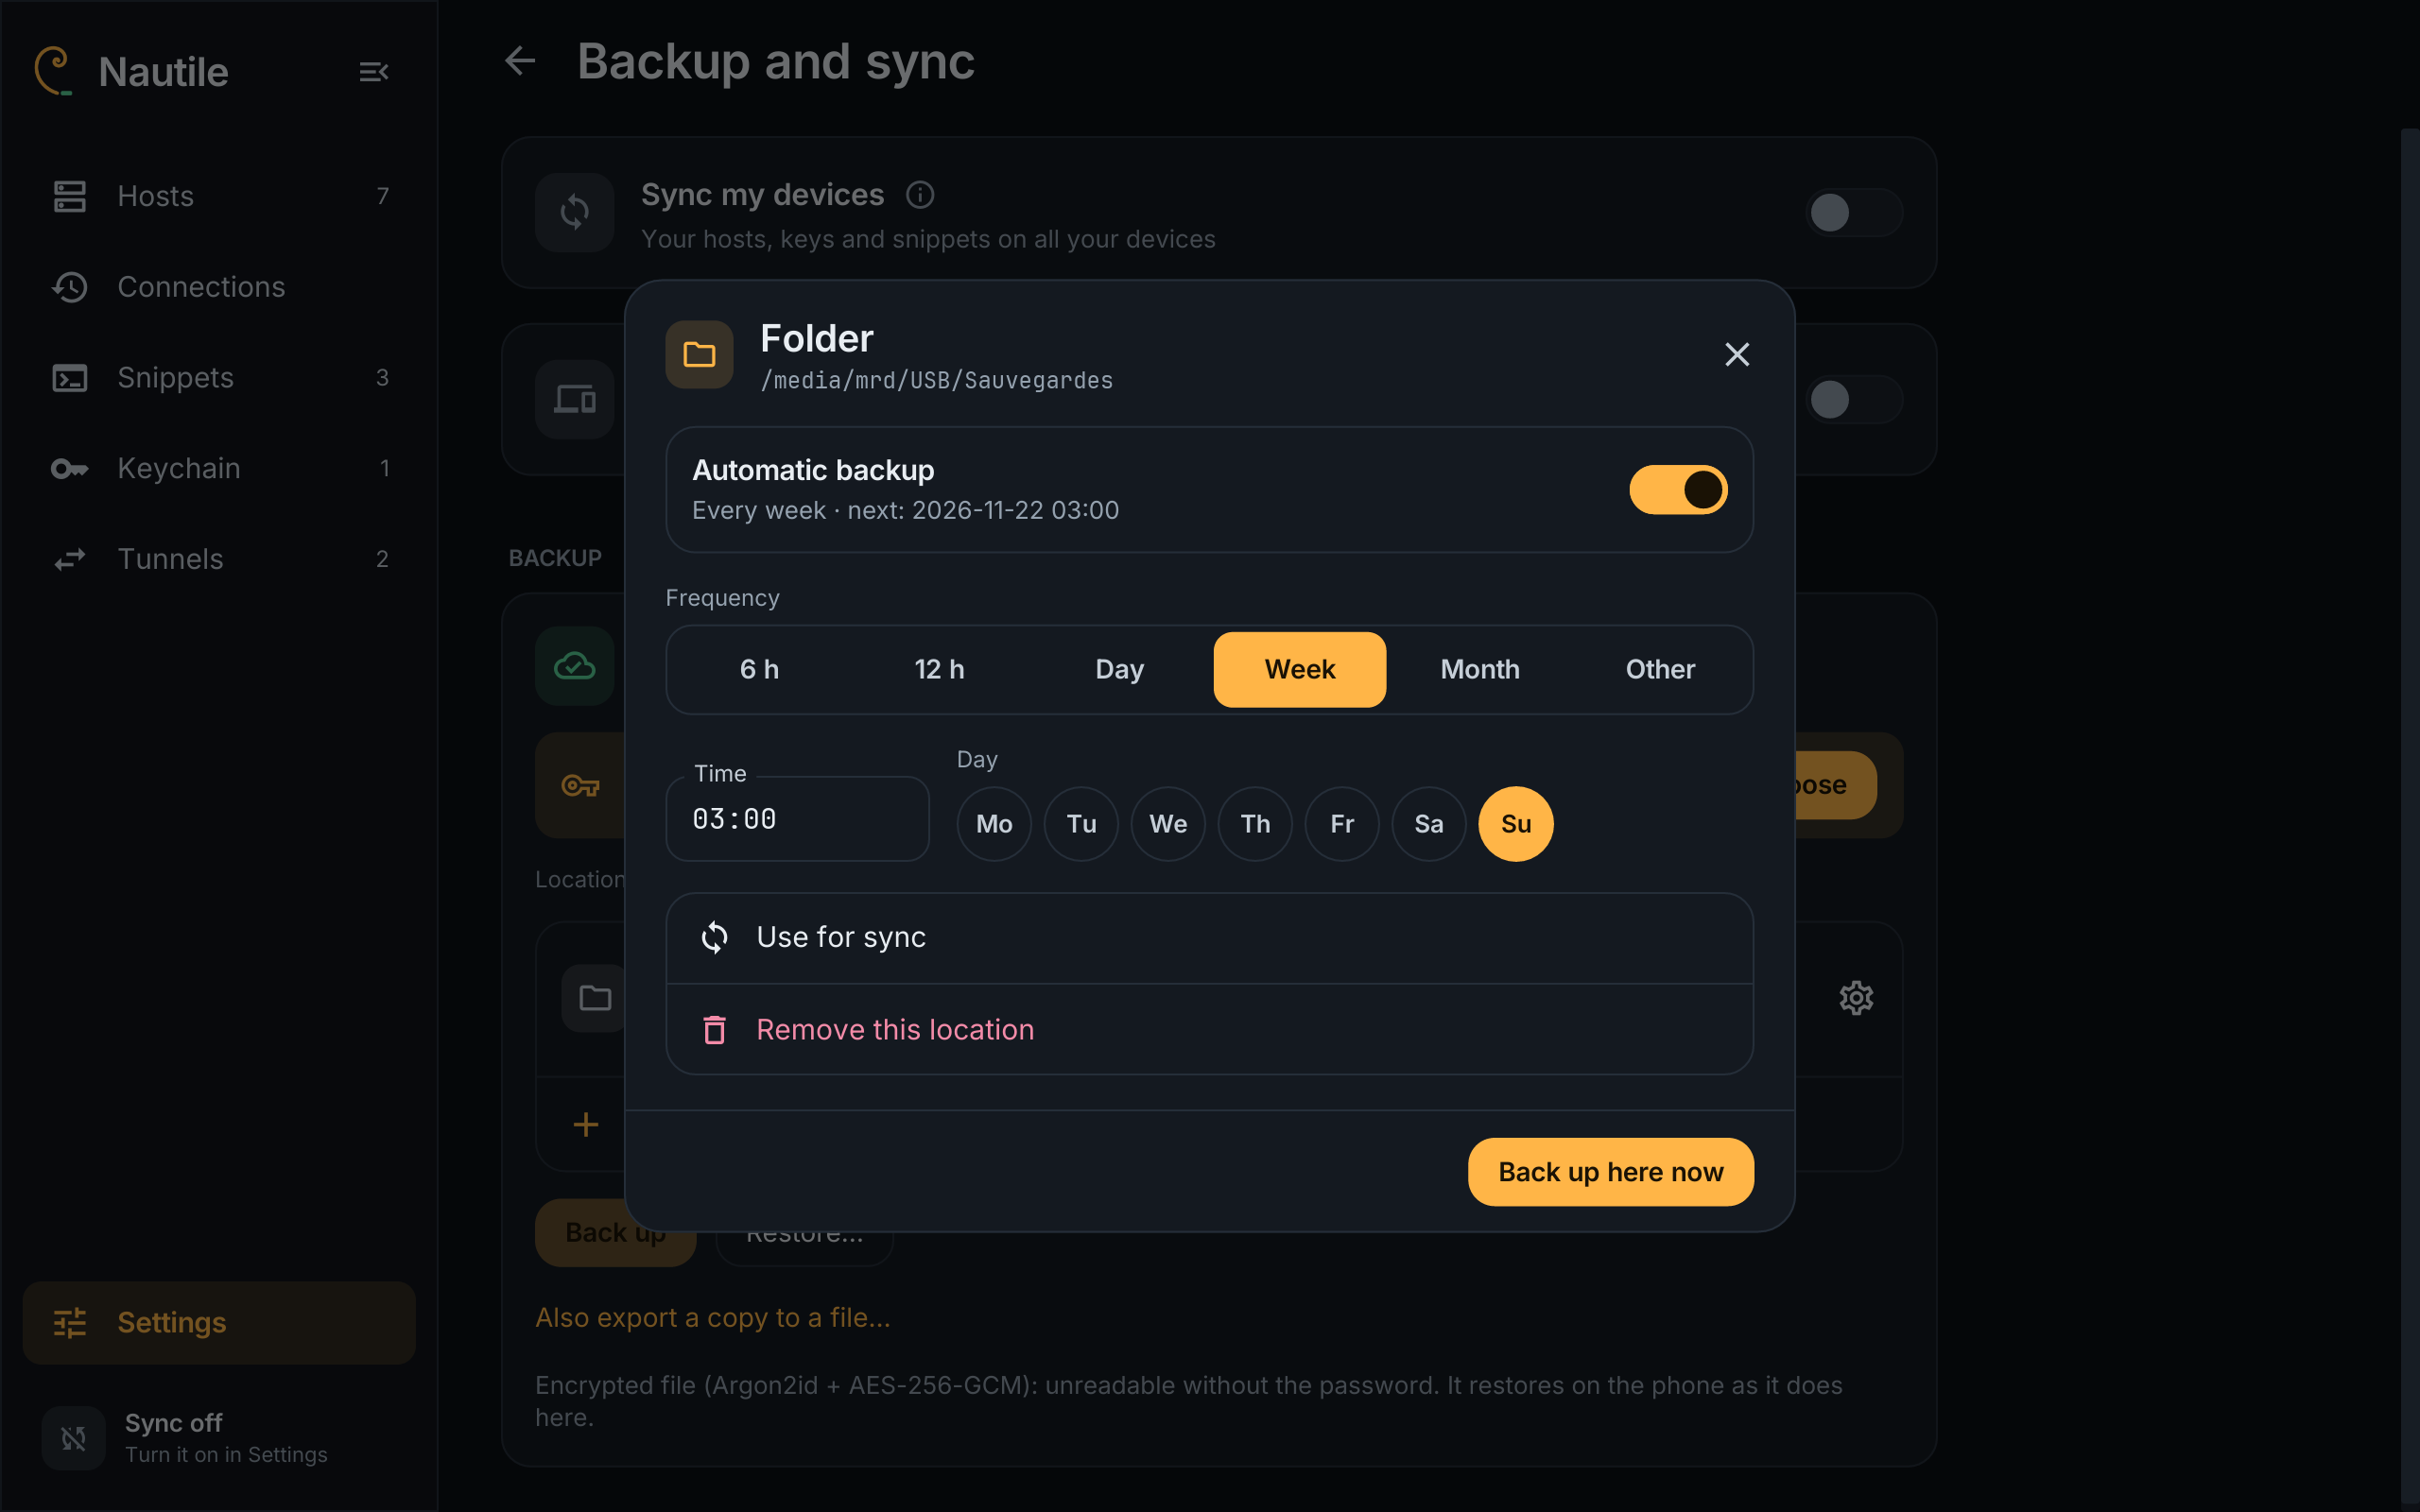 Nautile
Hosts 7
Connections
Snippets 3
Keychain 1
Tunnels 2
Settings
Sync off
Turn it on in Settings
Backup and sync
Sync my devices
Your hosts, keys and snippets on all your devices
BACKUP
Location
Back up
Restore...
Also export a copy to a file...
Encrypted file (Argon2id + AES-256-GCM): unreadable without the password. It restores on the phone as it does
here.
Folder
/media/mrd/USB/Sauvegardes
Automatic backup
Every week · next: 2026-11-22 03:00
Frequency
6 h 12 h Day Week Month Other
Time
03:00
Day
Mo Tu We Th Fr Sa Su
Use for sync
Remove this location
Back up here now